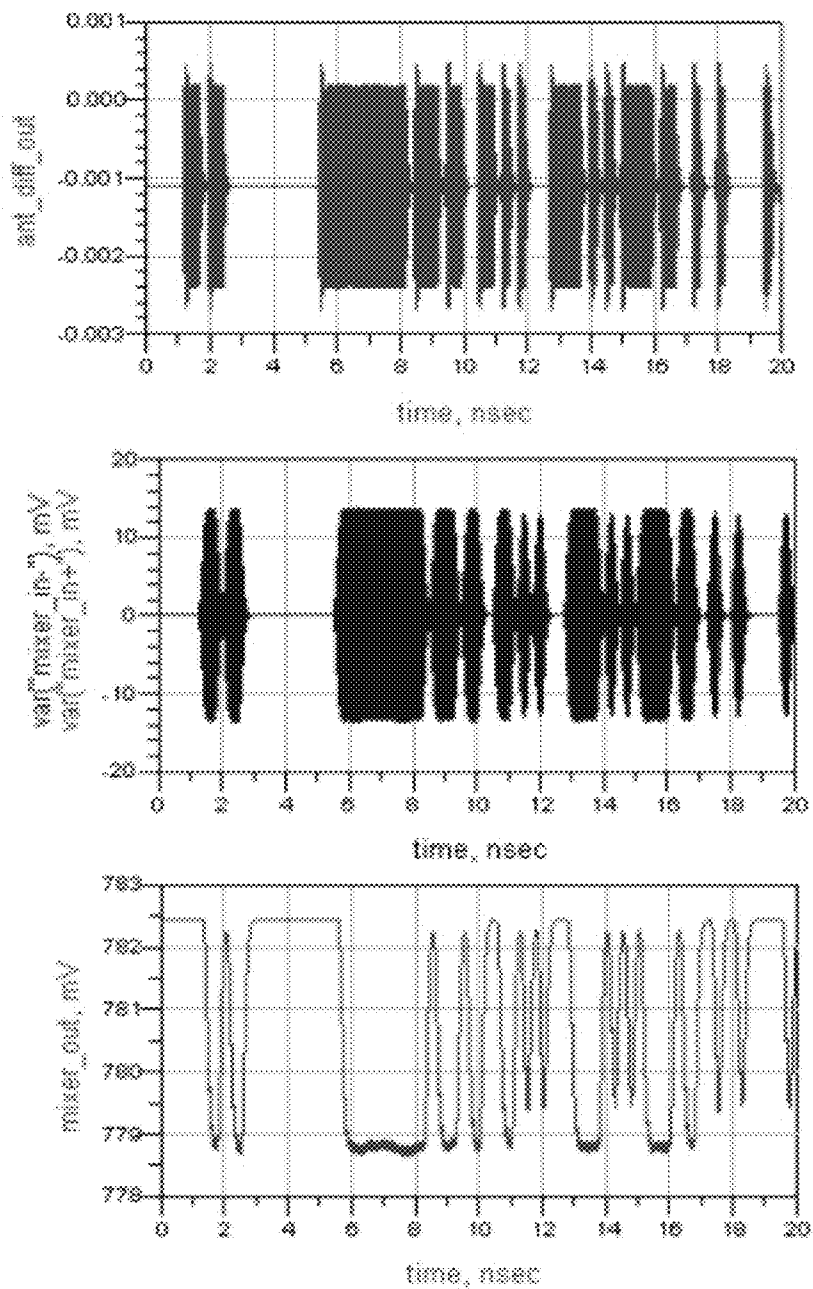 0.001
0.000
-0.001
-0.002
-0.003
ant_diff_out
0 2 4 6 8 10 12 14 16 18 20
time, nsec
20
10
0
-10
-20
var("mixer_in-"), mV
var("mixer_in+"), mV
0 2 4 6 8 10 12 14 16 18 20
time, nsec
783
782
781
780
779
778
mixer_out, mV
0 2 4 6 8 10 12 14 16 18 20
time, nsec